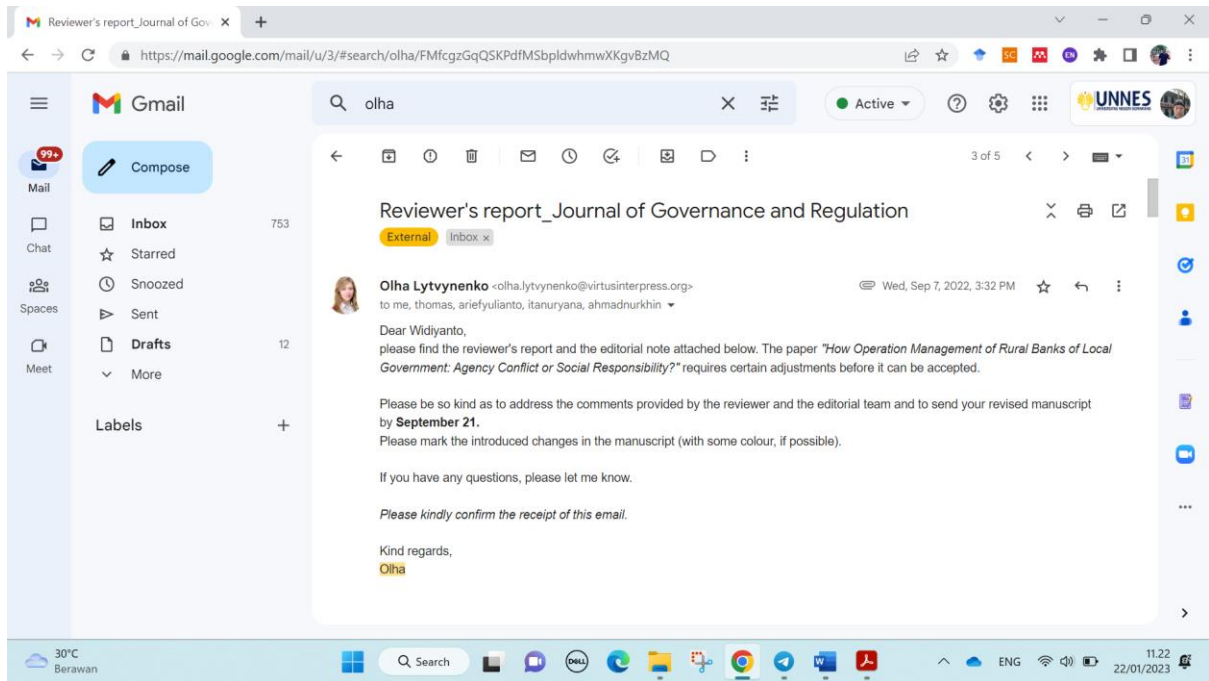 Reviewer's report_Journal of Gov
https://mail.google.com/mail/u/3/#search/olha/FMfcgzGqQSKPdfMSbpldwhmwXKgvBzMQ
SC
EN
Gmail
olha
Active
UNNES
99+
Mail
Compose
3 of 5
31
Reviewer's report_Journal of Governance and Regulation
External Inbox x
Chat
Inbox 753
Starred
Spaces
Snoozed
Olha Lytvynenko <olha.lytvynenko@virtusinterpress.org> Wed, Sep 7, 2022, 3:32 PM
to me, thomas, ariefyulianto, itanuryana, ahmadnurkhin
Sent
Meet
Drafts 12
More
Labels
Dear Widiyanto,
please find the reviewer's report and the editorial note attached below. The paper "How Operation Management of Rural Banks of Local
Government: Agency Conflict or Social Responsibility?" requires certain adjustments before it can be accepted.
Please be so kind as to address the comments provided by the reviewer and the editorial team and to send your revised manuscript
by September 21.
Please mark the introduced changes in the manuscript (with some colour, if possible).
If you have any questions, please let me know.
Please kindly confirm the receipt of this email.
Kind regards,
Olha
30°C
Berawan
Search
DELL
ENG
11.22
22/01/2023